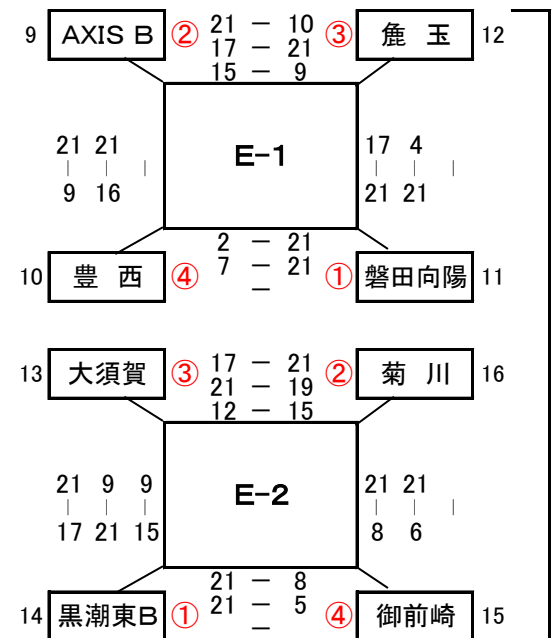 9 AXIS B ② 21 － 10 ③ 麁 玉 12
17 － 21
15 － 9
21 21 E-1 17 4
｜ ｜ ｜ ｜ ｜ ｜
9 16 21 21
2 － 21
10 豊 西 ④ 7 － 21 ① 磐田向陽 11
－
13 大須賀 ③ 17 － 21 ② 菊 川 16
21 － 19
12 － 15
21 9 9 E-2 21 21
｜ ｜ ｜ ｜ ｜ ｜
17 21 15 8 6
21 － 8
14 黒潮東B ① 21 － 5 ④ 御前崎 15
－